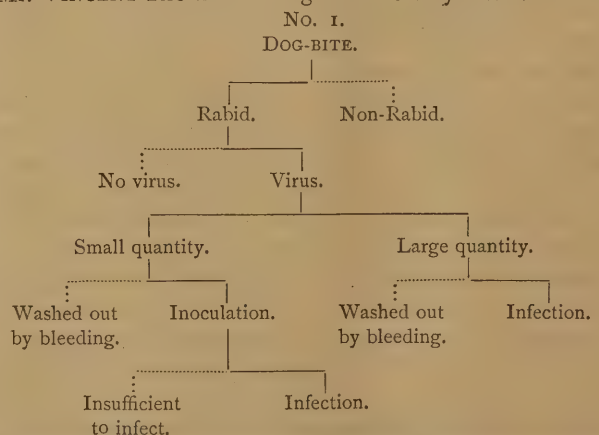 No. 1.
Dog-bite.
Rabid. Non-Rabid.
No virus. Virus.
Small quantity. Large quantity.
Washed out Inoculation. Washed out Infection.
by bleeding. by bleeding.
Insufficient Infection.
to infect.